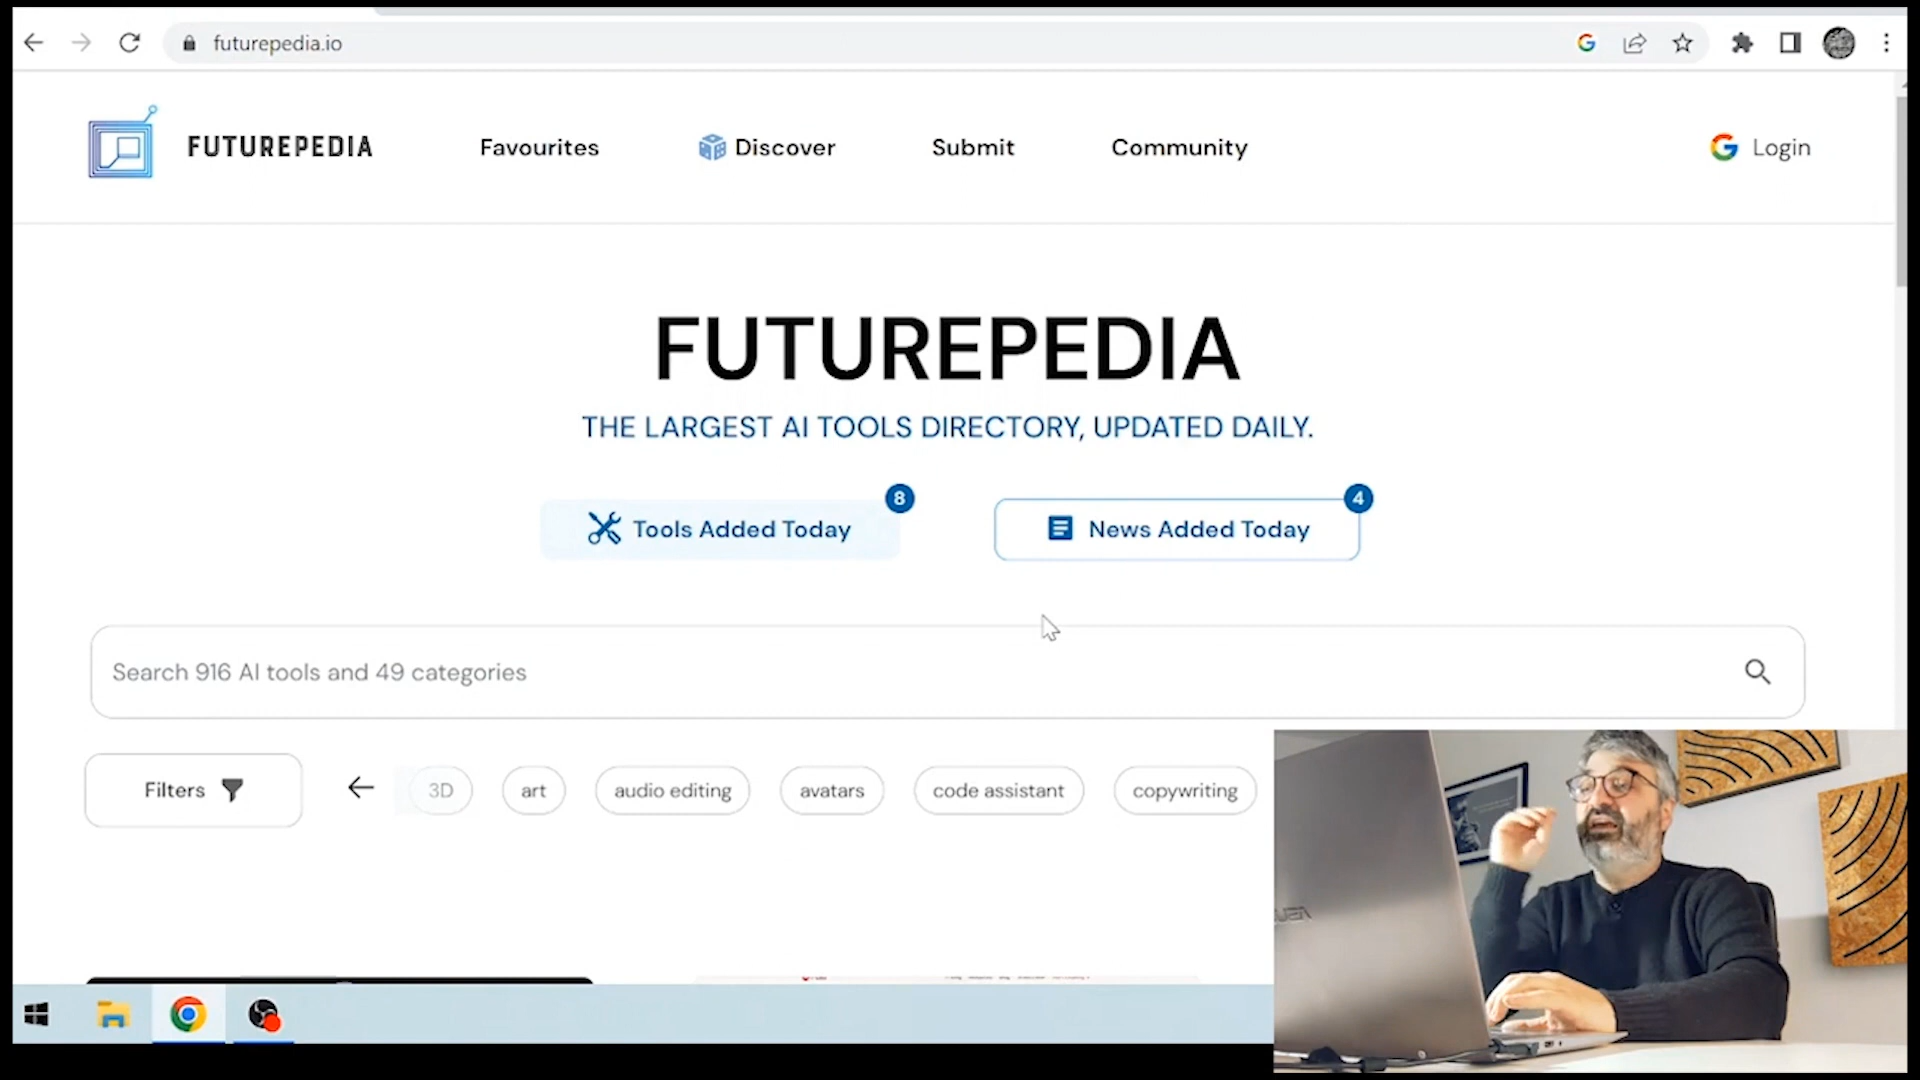 futurepedia.io
FUTUREPEDIA
Favourites
Discover
Submit
Community
Login
FUTUREPEDIA
THE LARGEST AI TOOLS DIRECTORY, UPDATED DAILY.
8
Tools Added Today
4
News Added Today
Search 916 AI tools and 49 categories
Filters
3D
art
audio editing
avatars
code assistant
copywriting